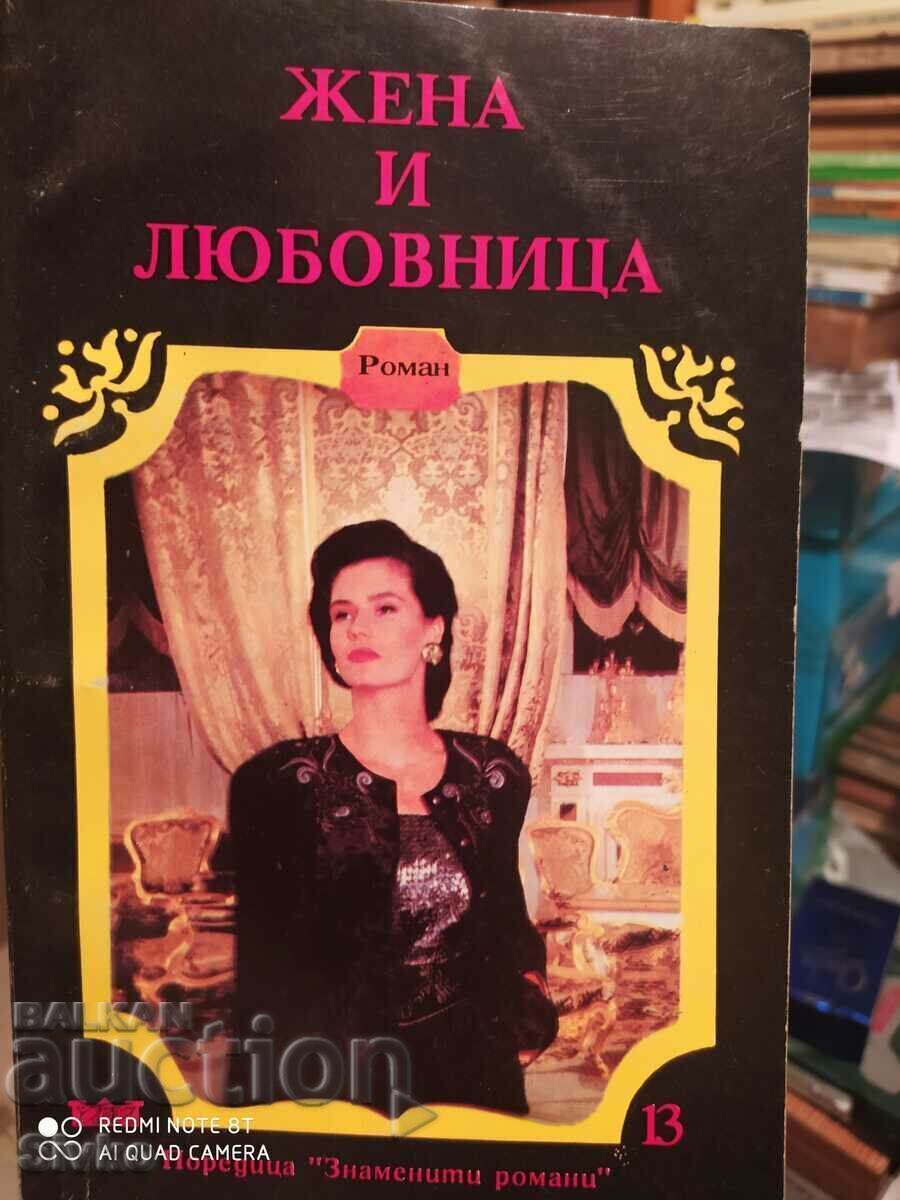 ЖЕНА
И
ЛЮБОВНИЦА
Роман
BALKAN
auction
13
REDMI NOTE 8T
AI QUAD CAMERA
Поредица "Знаменити романи"